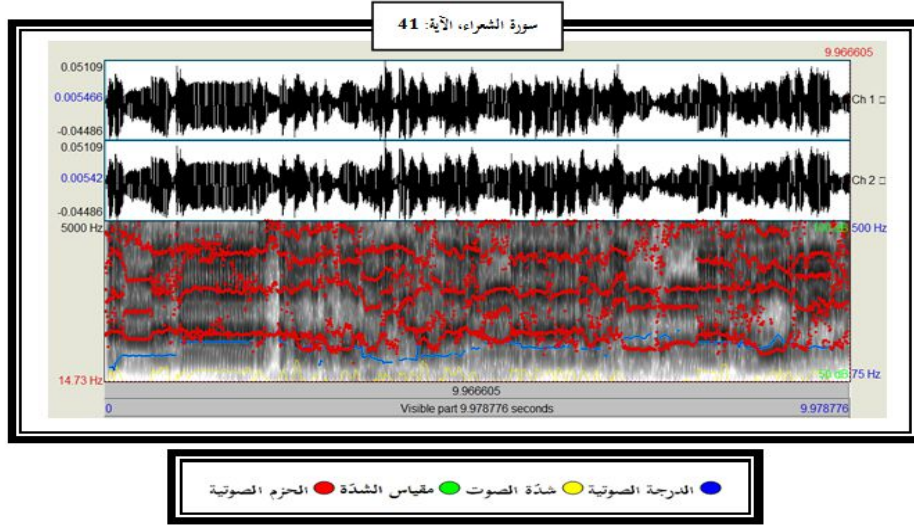 سورة الشعراء، الآية: 41
9.966605
0.05109
0.005466
-0.04486
Ch 1
0.05109
0.00542
-0.04486
Ch 2
5000 Hz
500 Hz
14.73 Hz
50 dB
75 Hz
9.966605
0
Visible part 9.978776 seconds
9.978776
الدرجة الصوتية شدّة الصوت مقياس الشدّة الحزم الصوتية